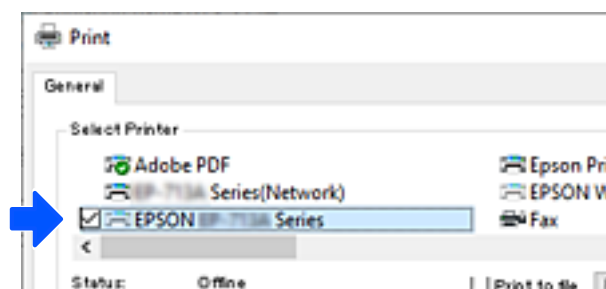 Print
General
Select Printer
Adobe PDF
Epson Pri
Series(Network)
EPSON W
EPSON Series
Fax
Status: Offline
Print to file